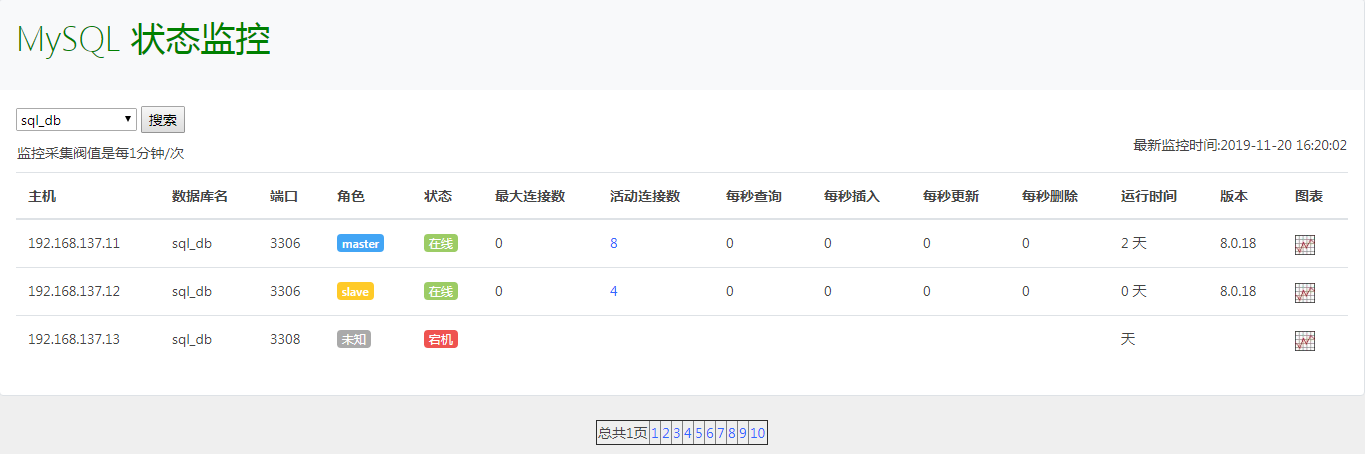 MySQL 状态监控
sql_db 搜索
监控采集阀值是每1分钟/次
最新监控时间:2019-11-20 16:20:02
主机 数据库名 端口 角色 状态 最大连接数 活动连接数 每秒查询 每秒插入 每秒更新 每秒删除 运行时间 版本 图表
192.168.137.11 sql_db 3306 master 在线 0 8 0 0 0 0 2 天 8.0.18
192.168.137.12 sql_db 3306 slave 在线 0 4 0 0 0 0 0 天 8.0.18
192.168.137.13 sql_db 3308 未知 宕机 天
总共1页 1 2 3 4 5 6 7 8 9 10